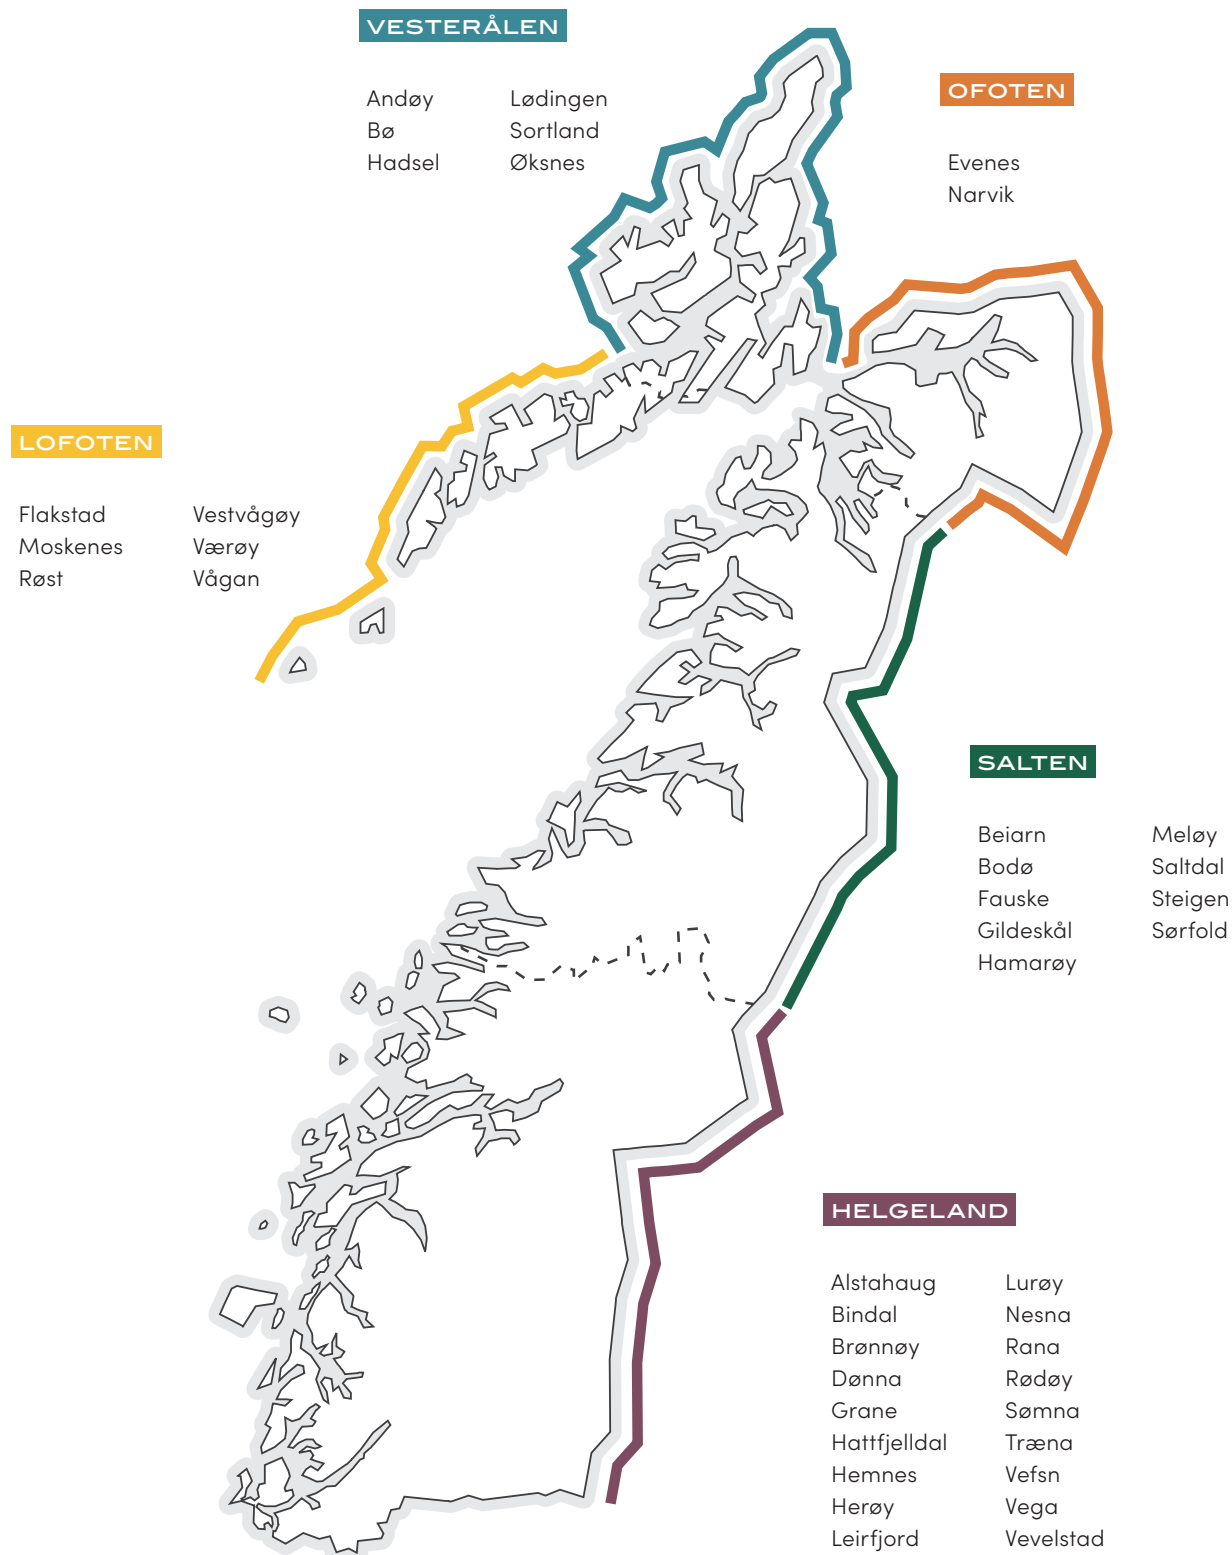 VESTERÅLEN
Andøy
Bø
Hadsel
Lødingen
Sortland
Øksnes
OFOTEN
Evenes
Narvik
LOFOTEN
Flakstad
Moskenes
Røst
Vestvågøy
Værøy
Vågan
SALTEN
Beiarn
Bodø
Fauske
Gildeskål
Hamarøy
Meløy
Saltdal
Steigen
Sørfold
HELGELAND
Alstahaug
Bindal
Brønnøy
Dønna
Grane
Hattfjelldal
Hemnes
Herøy
Leirfjord
Lurøy
Nesna
Rana
Rødøy
Sømna
Træna
Vefsn
Vega
Vevelstad